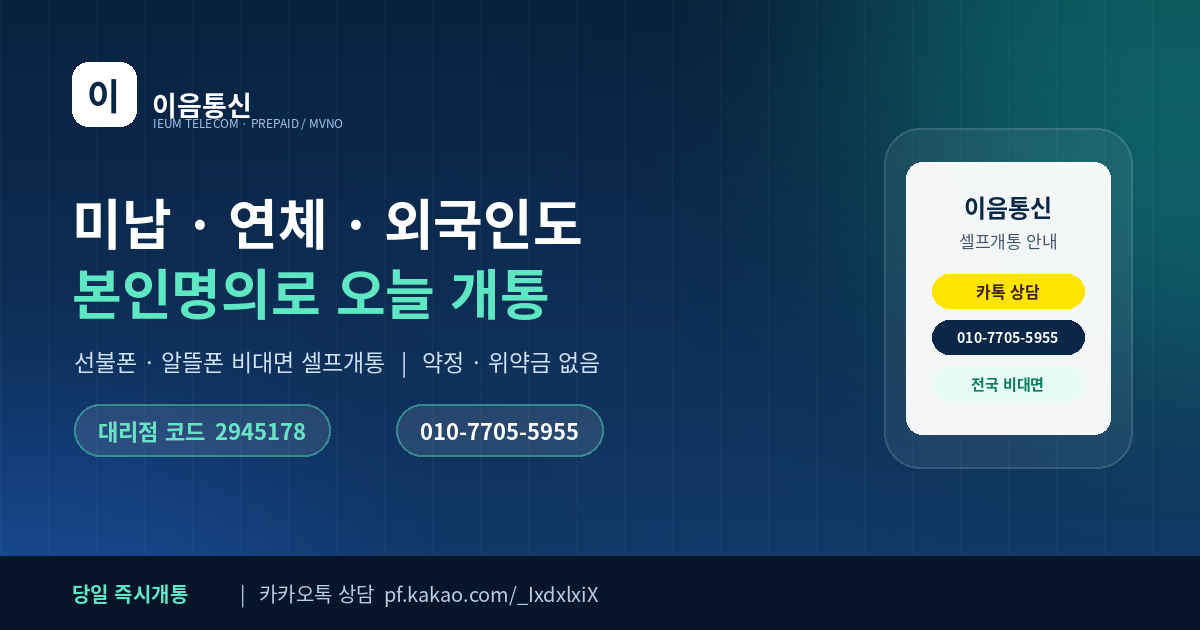 이
이음통신
IEUM TELECOM · PREPAID / MVNO
미납 · 연체 · 외국인도
본인명의로 오늘 개통
선불폰 · 알뜰폰 비대면 셀프개통 | 약정 · 위약금 없음
대리점 코드 2945178
010-7705-5955
이음통신
셀프개통 안내
카톡 상담
010-7705-5955
전국 비대면
당일 즉시개통 | 카카오톡 상담 pf.kakao.com/_IxdxlxiX